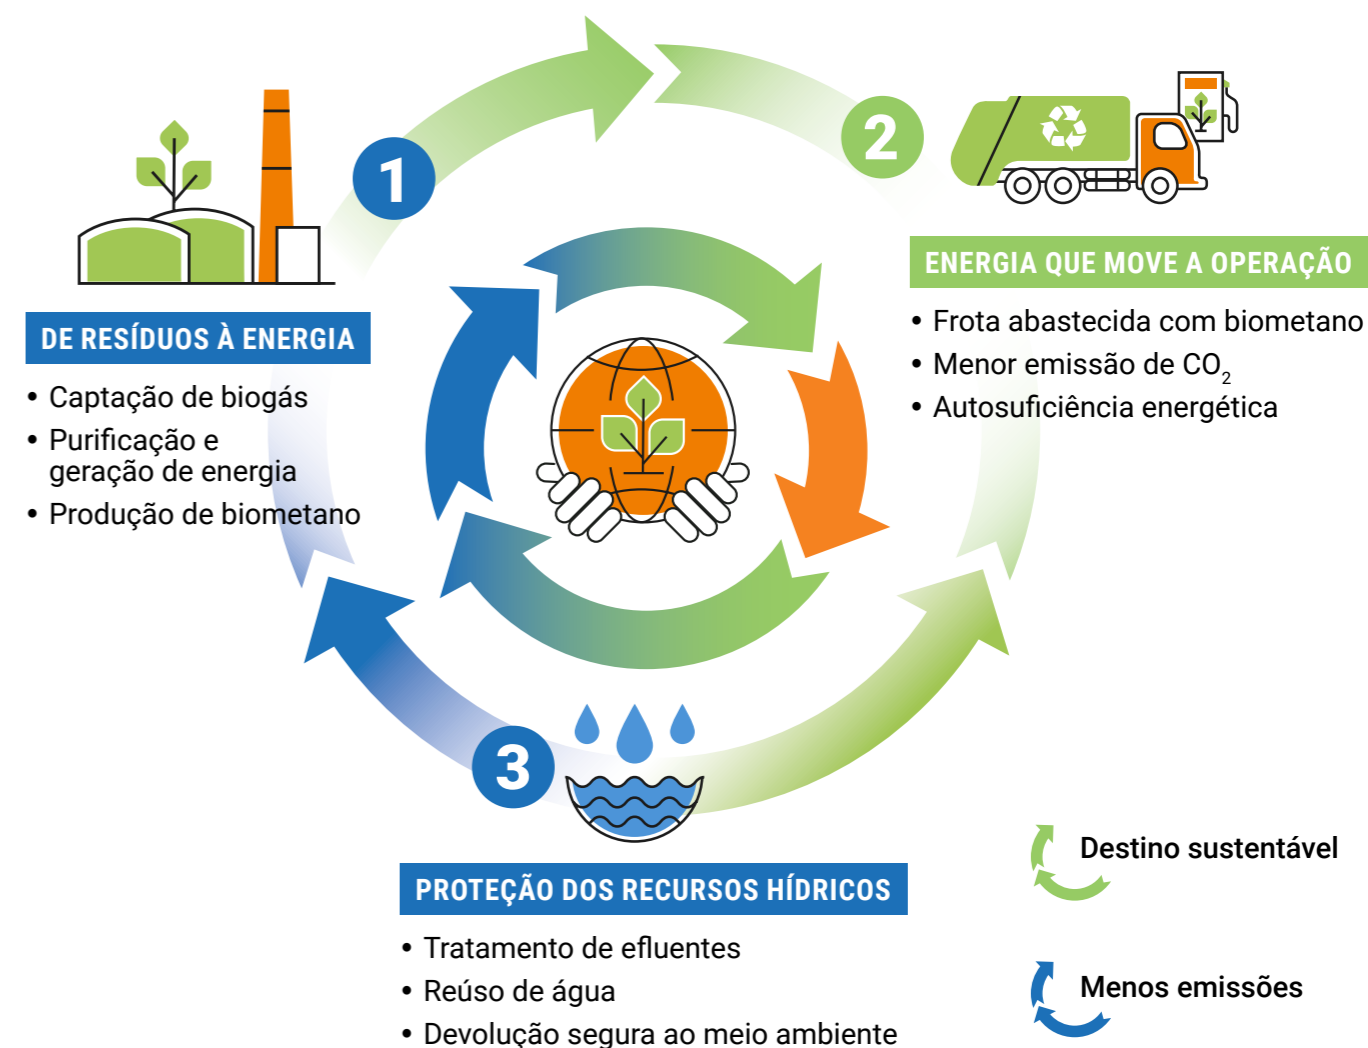 1
DE RESÍDUOS À ENERGIA
• Captação de biogás
• Purificação e
geração de energia
• Produção de biometano
2
ENERGIA QUE MOVE A OPERAÇÃO
• Frota abastecida com biometano
• Menor emissão de CO₂
• Autosuficiência energética
3
PROTEÇÃO DOS RECURSOS HÍDRICOS
• Tratamento de efluentes
• Reúso de água
• Devolução segura ao meio ambiente
Destino sustentável
Menos emissões